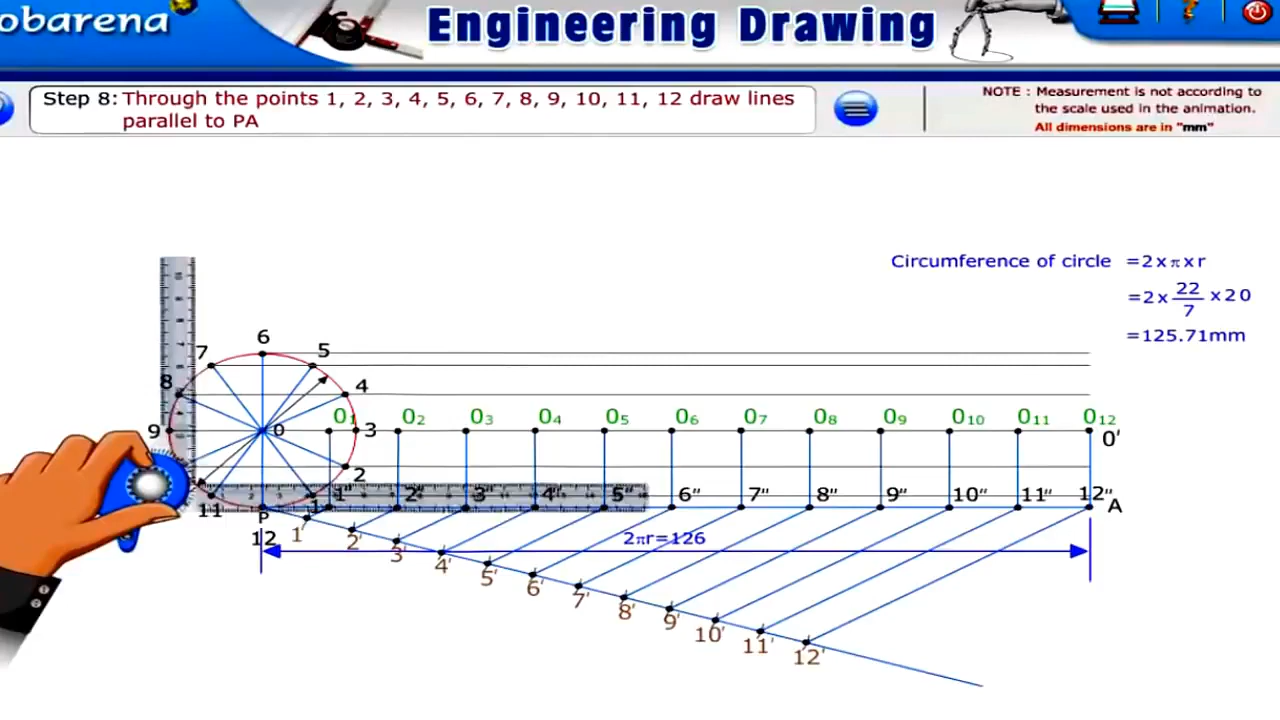 obarena
Engineering Drawing
Step 8: Through the points 1, 2, 3, 4, 5, 6, 7, 8, 9, 10, 11, 12 draw lines
parallel to PA
NOTE : Measurement is not according to
the scale used in the animation.
All dimensions are in "mm"
Circumference of circle = 2 x π x r
= 2 x 22/7 x 20
= 125.71mm
6
7 5
8 4
O1 O2 O3 O4 O5 O6 O7 O8 O9 O10 O11 O12
9 O 3 O'
2
11 1 1" 2" 3" 4" 5" 6" 7" 8" 9" 10" 11" 12" A
P
12 2πr=126
1' 2' 3' 4' 5' 6' 7' 8' 9' 10' 11' 12'